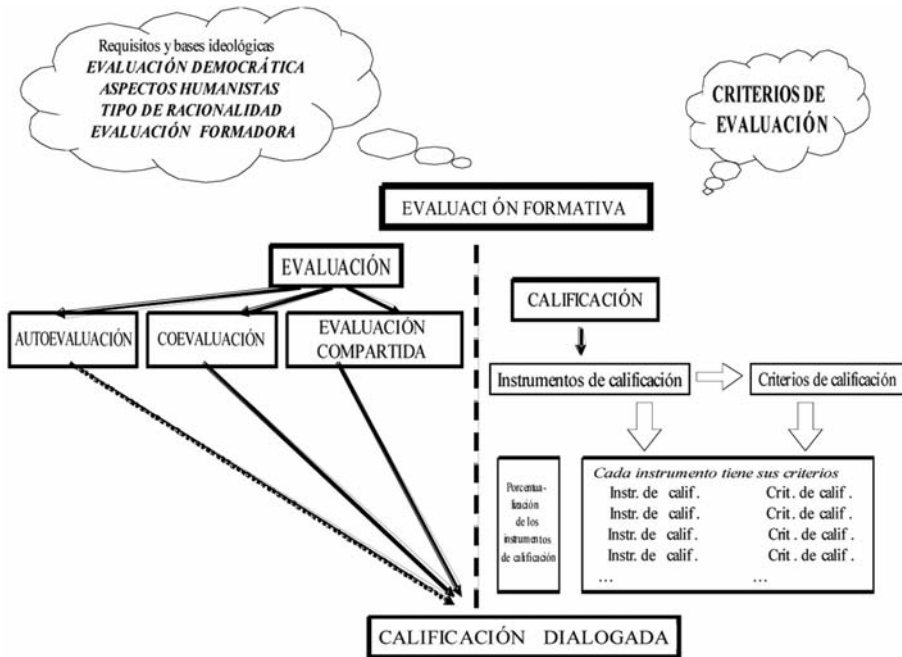 Requisitos y bases ideológicas
EVALUACIÓN DEMOCRÁTICA
ASPECTOS HUMANISTAS
TIPO DE RACIONALIDAD
EVALUACIÓN FORMADORA
CRITERIOS DE
EVALUACIÓN
EVALUACIÓN FORMATIVA
EVALUACIÓN
AUTOEVALUACIÓN
COEVALUACIÓN
EVALUACIÓN
COMPARTIDA
CALIFICACIÓN
Instrumentos de calificación
Criterios de calificación
Porcentua-
lización
de los
instrumentos
de calificación
Cada instrumento tiene sus criterios
Instr. de calif. Crit. de calif.
Instr. de calif. Crit. de calif.
Instr. de calif. Crit. de calif.
Instr. de calif. Crit. de calif.
... ...
CALIFICACIÓN DIALOGADA